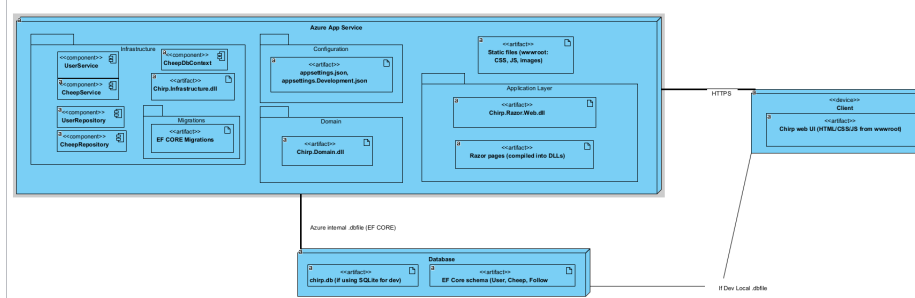 Azure App Service
Infrastructure
<<component>>
UserService
<<component>>
CheepService
<<component>>
UserRepository
<<component>>
CheepRepository
<<component>>
CheepDbContext
<<artifact>>
Chirp.Infrastructure.dll
Migrations
<<artifact>>
EF CORE Migrations
Configuration
<<artifact>>
appsettings.json,
appsettings.Development.json
Domain
<<artifact>>
Chirp.Domain.dll
<<artifact>>
Static files (wwwroot:
CSS, JS, images)
Application Layer
<<artifact>>
Chirp.Razor.Web.dll
<<artifact>>
Razor pages (compiled into DLLs)
HTTPS
<<device>>
Client
<<artifact>>
Chirp web UI (HTML/CSS/JS from wwwroot)
Azure internal .dbfile (EF CORE)
Database
<<artifact>>
chirp.db (if using SQLite for dev)
<<artifact>>
EF Core schema (User, Cheep, Follow
If Dev Local .dbfile